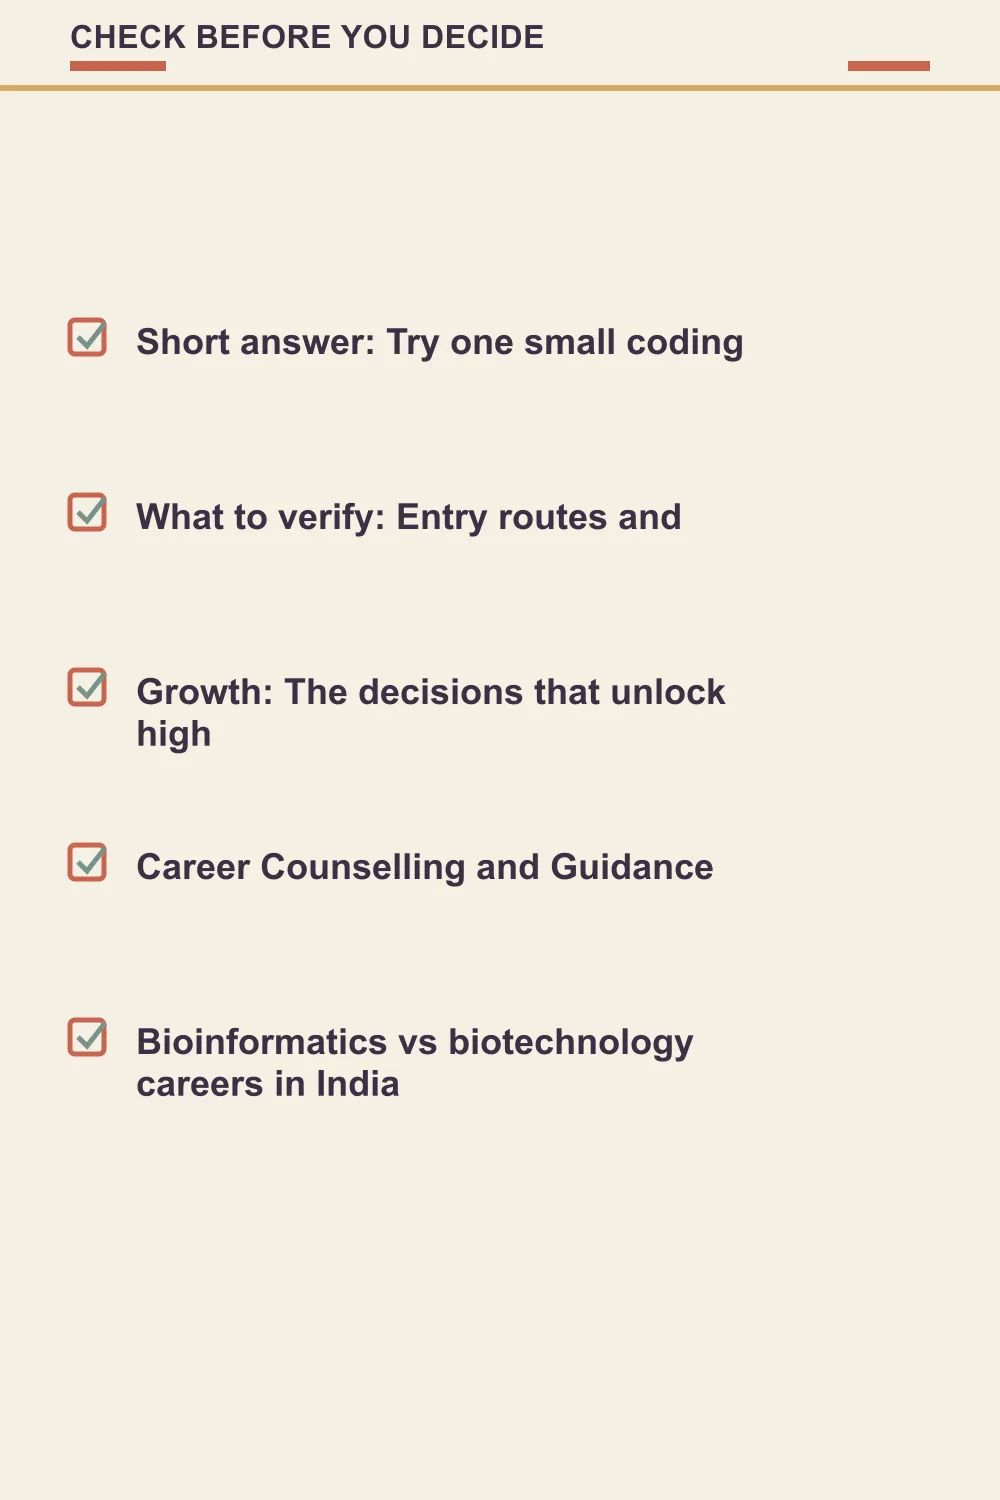 CHECK BEFORE YOU DECIDE
Short answer: Try one small coding
What to verify: Entry routes and
Growth: The decisions that unlock
high
Career Counselling and Guidance
Bioinformatics vs biotechnology
careers in India